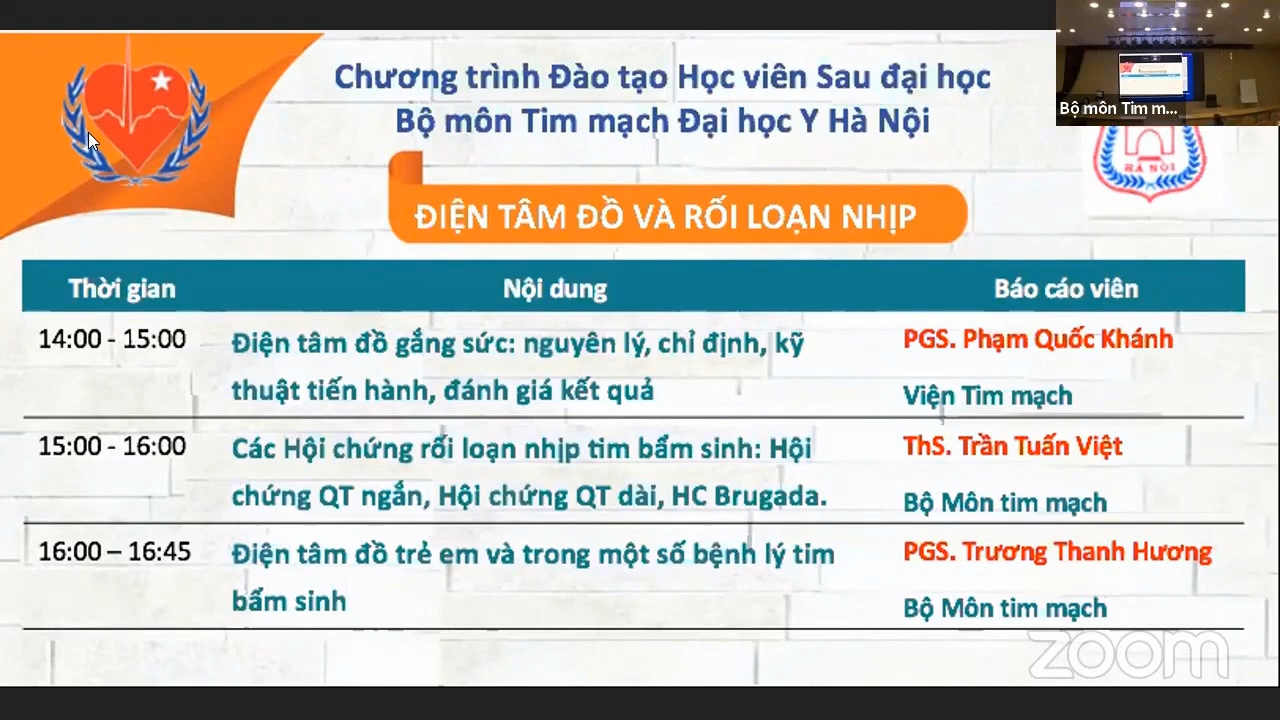 Chương trình Đào tạo Học viên Sau đại học
Bộ môn Tim mạch Đại học Y Hà Nội
Bộ môn Tim m...
HÀ NỘI
ĐIỆN TÂM ĐỒ VÀ RỐI LOẠN NHỊP
Thời gian Nội dung Báo cáo viên
14:00 - 15:00 Điện tâm đồ gắng sức: nguyên lý, chỉ định, kỹ PGS. Phạm Quốc Khánh
thuật tiến hành, đánh giá kết quả Viện Tim mạch
15:00 - 16:00 Các Hội chứng rối loạn nhịp tim bẩm sinh: Hội ThS. Trần Tuấn Việt
chứng QT ngắn, Hội chứng QT dài, HC Brugada. Bộ Môn tim mạch
16:00 – 16:45 Điện tâm đồ trẻ em và trong một số bệnh lý tim PGS. Trương Thanh Hương
bẩm sinh Bộ Môn tim mạch
zoom